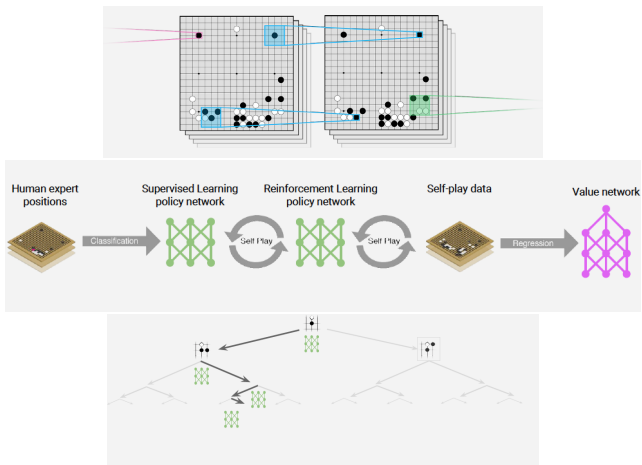 Human expert
positions
Classification
Supervised Learning
policy network
Self Play
Reinforcement Learning
policy network
Self Play
Self-play data
Regression
Value network